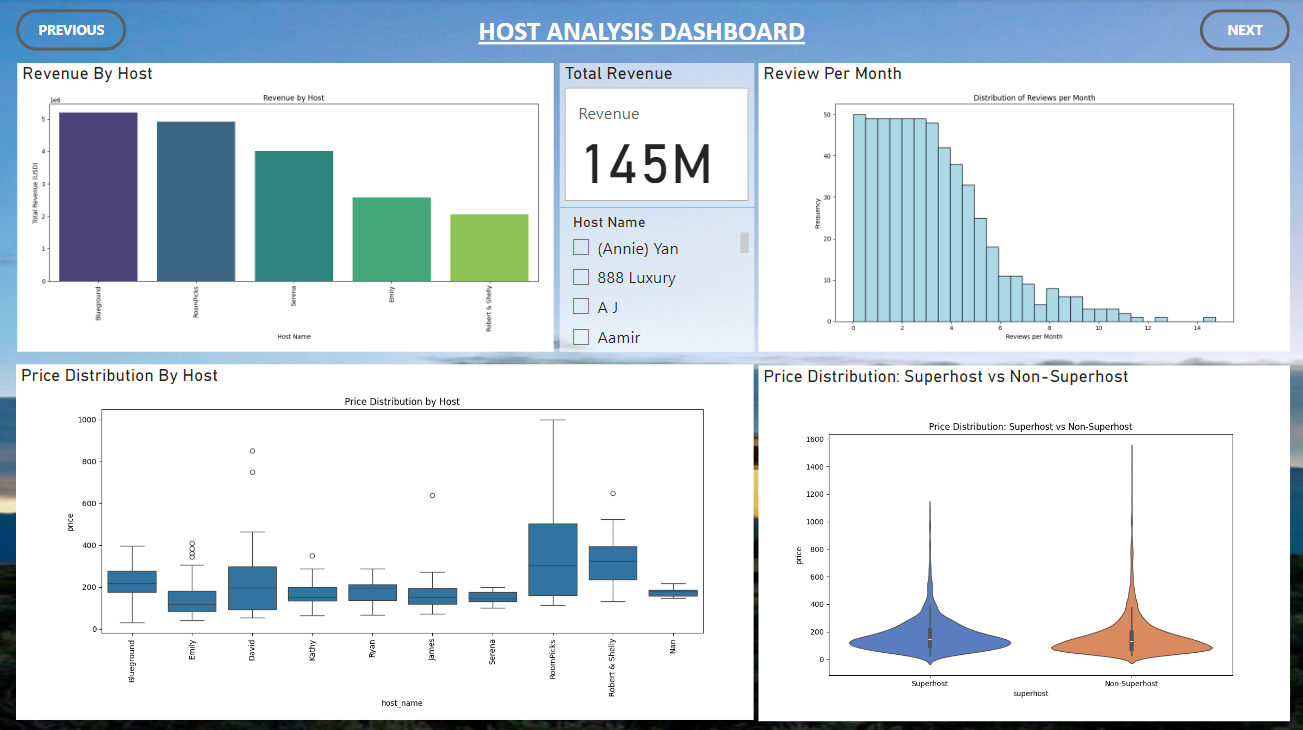 PREVIOUS
HOST ANALYSIS DASHBOARD
NEXT
Revenue By Host
Revenue by Host
1e6
5
4
3
2
1
0
Total Revenue (USD)
Blueground
RoomPicks
Serena
Emily
Robert & Shelly
Host Name
Total Revenue
Revenue
145M
Host Name
(Annie) Yan
888 Luxury
A J
Aamir
Review Per Month
Distribution of Reviews per Month
50
40
30
20
10
0
Frequency
0 2 4 6 8 10 12 14
Reviews per Month
Price Distribution By Host
Price Distribution by Host
1000
800
600
400
200
0
price
Blueground
Emily
David
Kathy
Ryan
James
Serena
RoomPicks
Robert & Shelly
Nan
host_name
Price Distribution: Superhost vs Non-Superhost
Price Distribution: Superhost vs Non-Superhost
1600
1400
1200
1000
800
600
400
200
0
price
Superhost Non-Superhost
superhost